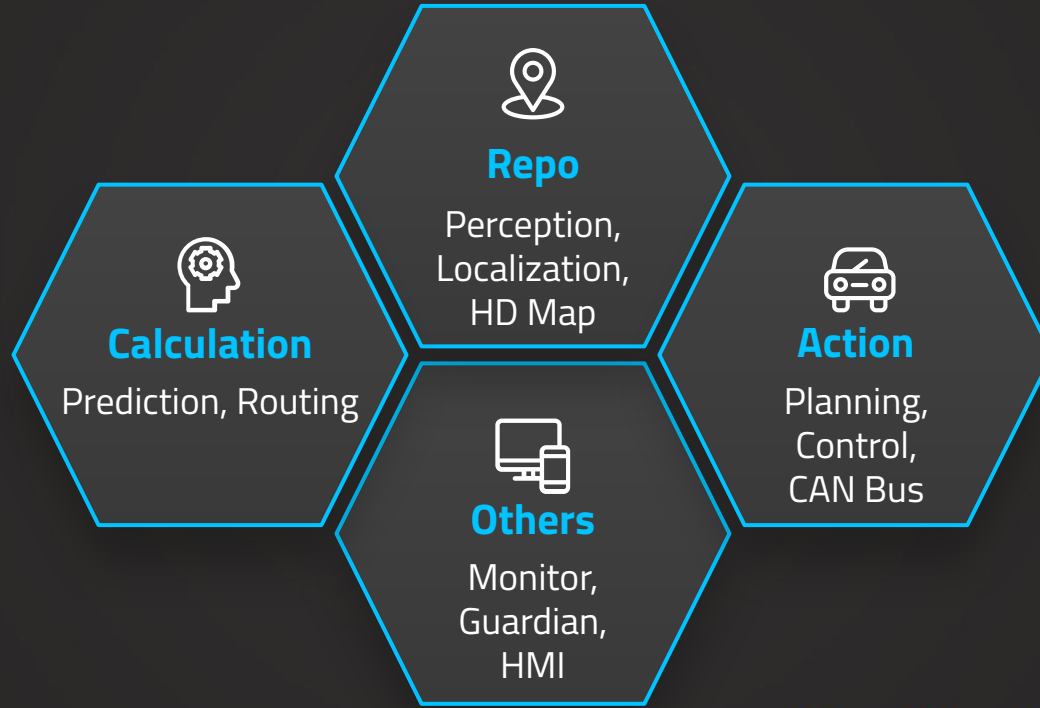 Repo
Perception,
Localization,
HD Map
Calculation
Prediction, Routing
Action
Planning,
Control,
CAN Bus
Others
Monitor,
Guardian,
HMI